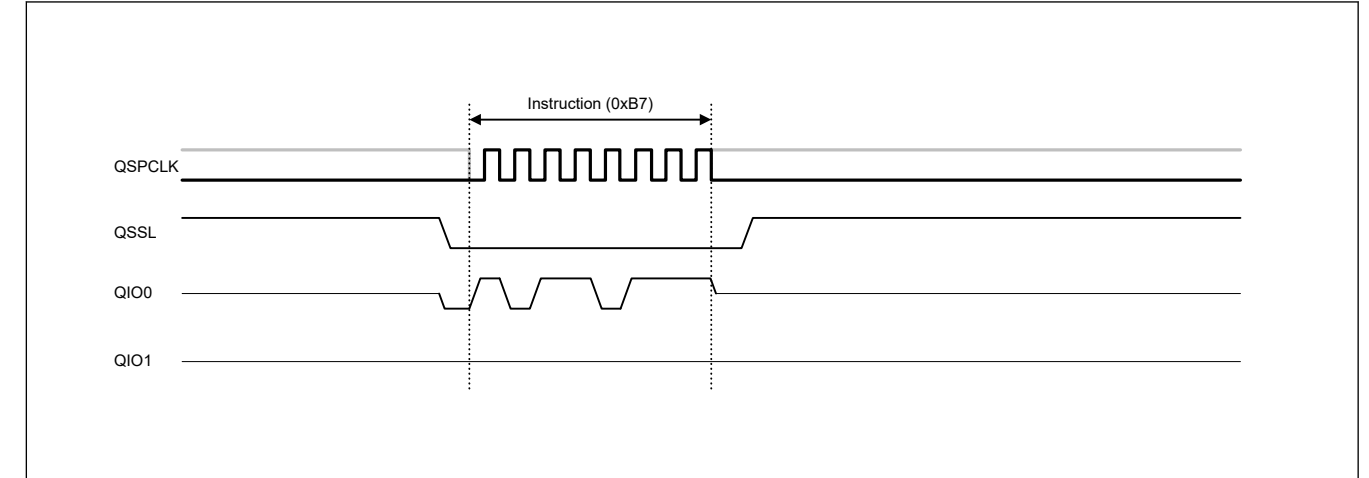 Instruction (0xB7)
QSPCLK
QSSL
QIO0
QIO1